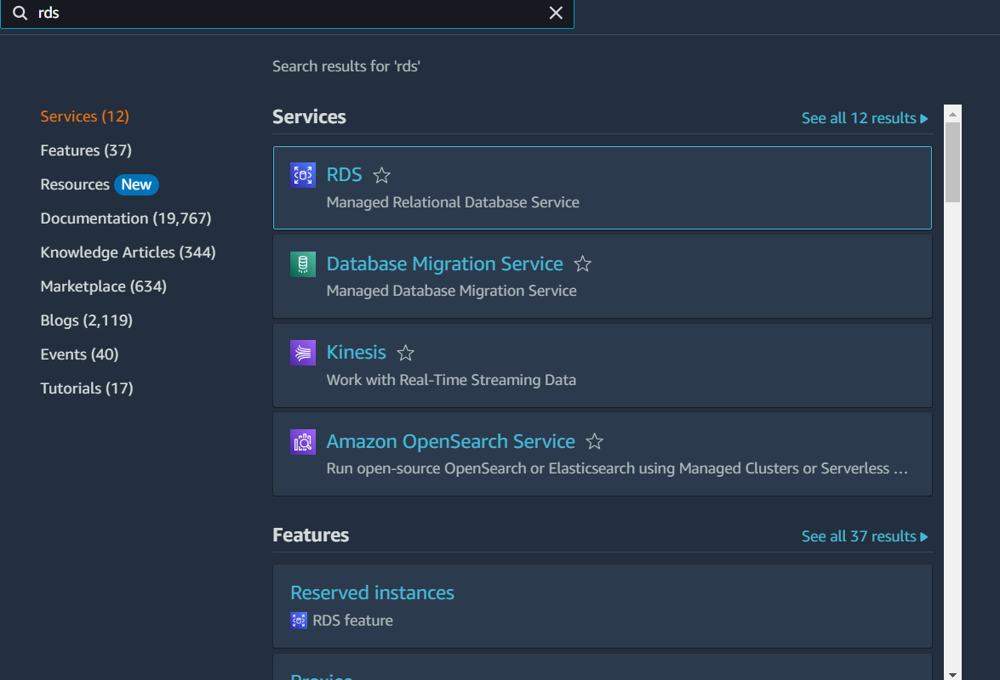 rds
Search results for 'rds'
Services (12)
Features (37)
Resources New
Documentation (19,767)
Knowledge Articles (344)
Marketplace (634)
Blogs (2,119)
Events (40)
Tutorials (17)
Services
See all 12 results
RDS
Managed Relational Database Service
Database Migration Service
Managed Database Migration Service
Kinesis
Work with Real-Time Streaming Data
Amazon OpenSearch Service
Run open-source OpenSearch or Elasticsearch using Managed Clusters or Serverless ...
Features
See all 37 results
Reserved instances
RDS feature
Proxies